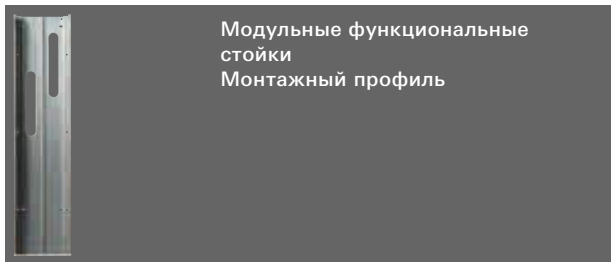 Модульные функциональные
стойки
Монтажный профиль